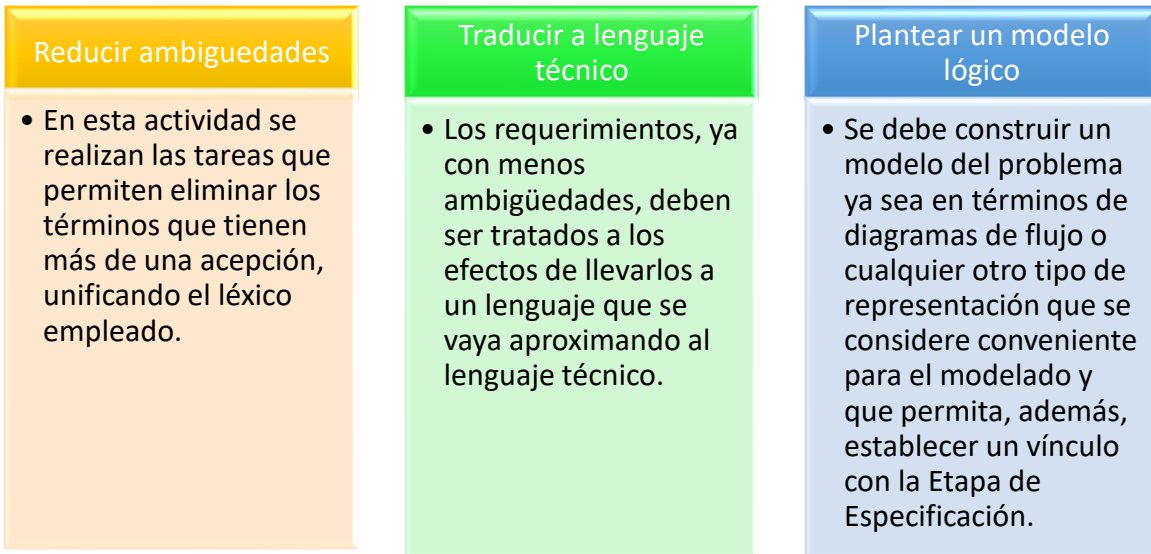 Reducir ambiguedades
• En esta actividad se
realizan las tareas que
permiten eliminar los
términos que tienen
más de una acepción,
unificando el léxico
empleado.
Traducir a lenguaje
técnico
• Los requerimientos, ya
con menos
ambigüedades, deben
ser tratados a los
efectos de llevarlos a
un lenguaje que se
vaya aproximando al
lenguaje técnico.
Plantear un modelo
lógico
• Se debe construir un
modelo del problema
ya sea en términos de
diagramas de flujo o
cualquier otro tipo de
representación que se
considere conveniente
para el modelado y
que permita, además,
establecer un vínculo
con la Etapa de
Especificación.